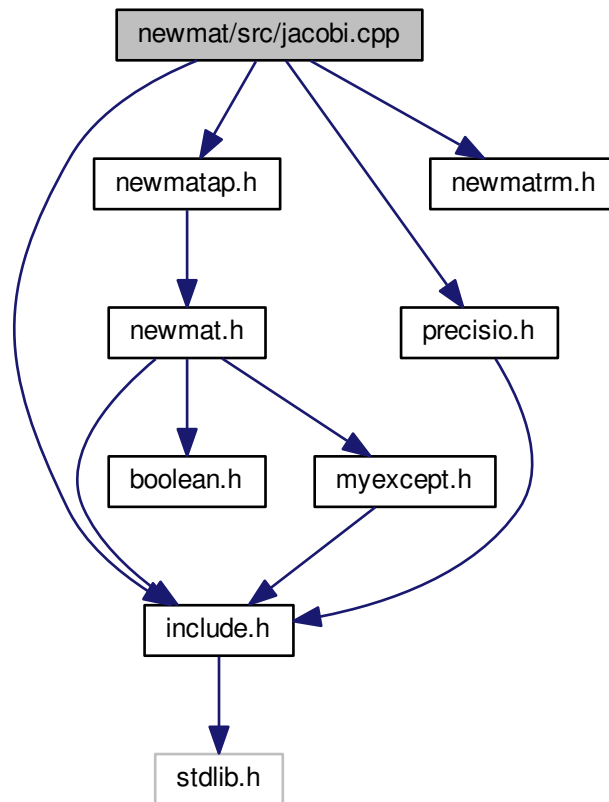 newmat/src/jacobi.cpp
newmatap.h
newmatrm.h
newmat.h
precisio.h
boolean.h
myexcept.h
include.h
stdlib.h